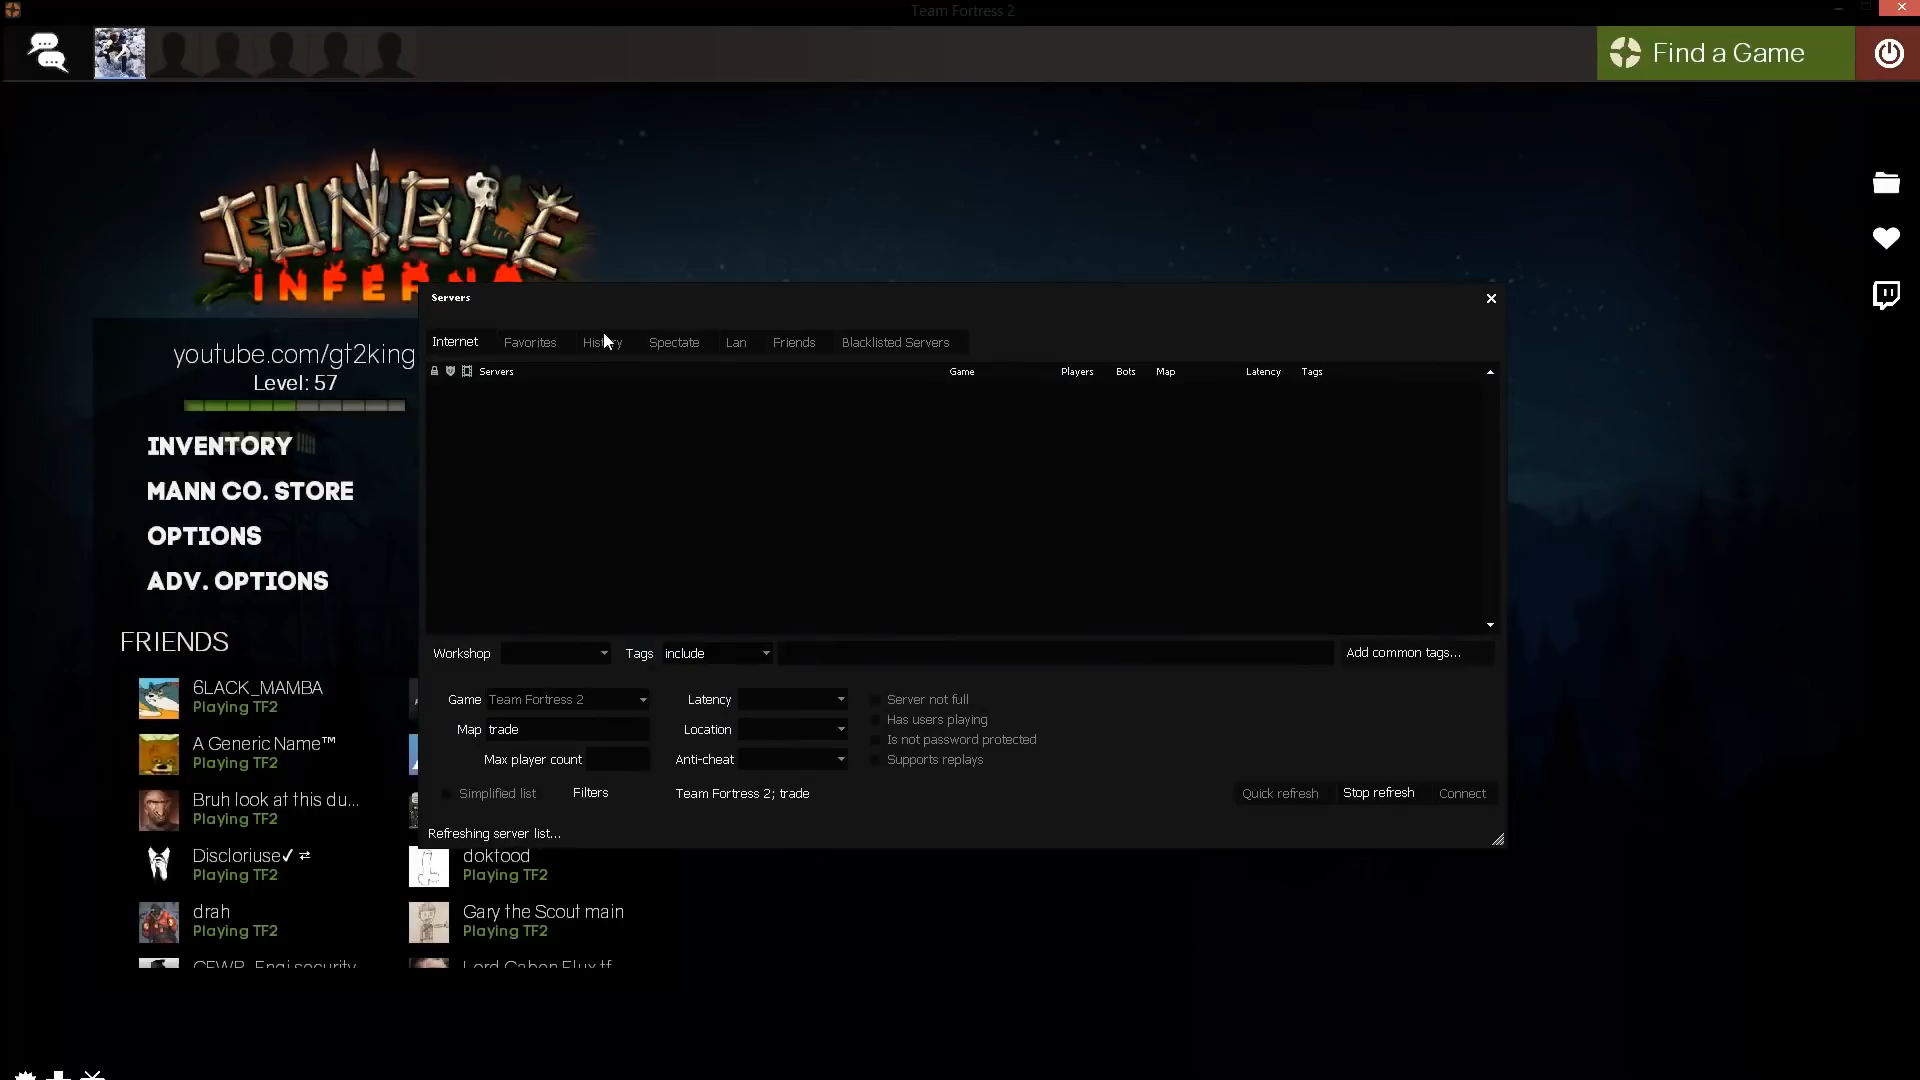 Team Fortress 2
Find a Game
JUNGLE
INFERNO
Servers
Internet Favorites History Spectate Lan Friends Blacklisted Servers
Servers Game Players Bots Map Latency Tags
youtube.com/gt2king
Level: 57
INVENTORY
MANN CO. STORE
OPTIONS
ADV. OPTIONS
Workshop Tags include Add common tags...
Game Team Fortress 2 Latency Server not full
Has users playing
Map trade Location Is not password protected
Max player count Anti-cheat Supports replays
Simplified list Filters Team Fortress 2; trade Quick refresh Stop refresh Connect
Refreshing server list...
FRIENDS
6LACK_MAMBA
Playing TF2
A Generic Name™
Playing TF2
Bruh look at this du...
Playing TF2
Discloriuse✓ ⇄ dokfood
Playing TF2 Playing TF2
drah Gary the Scout main
Playing TF2 Playing TF2